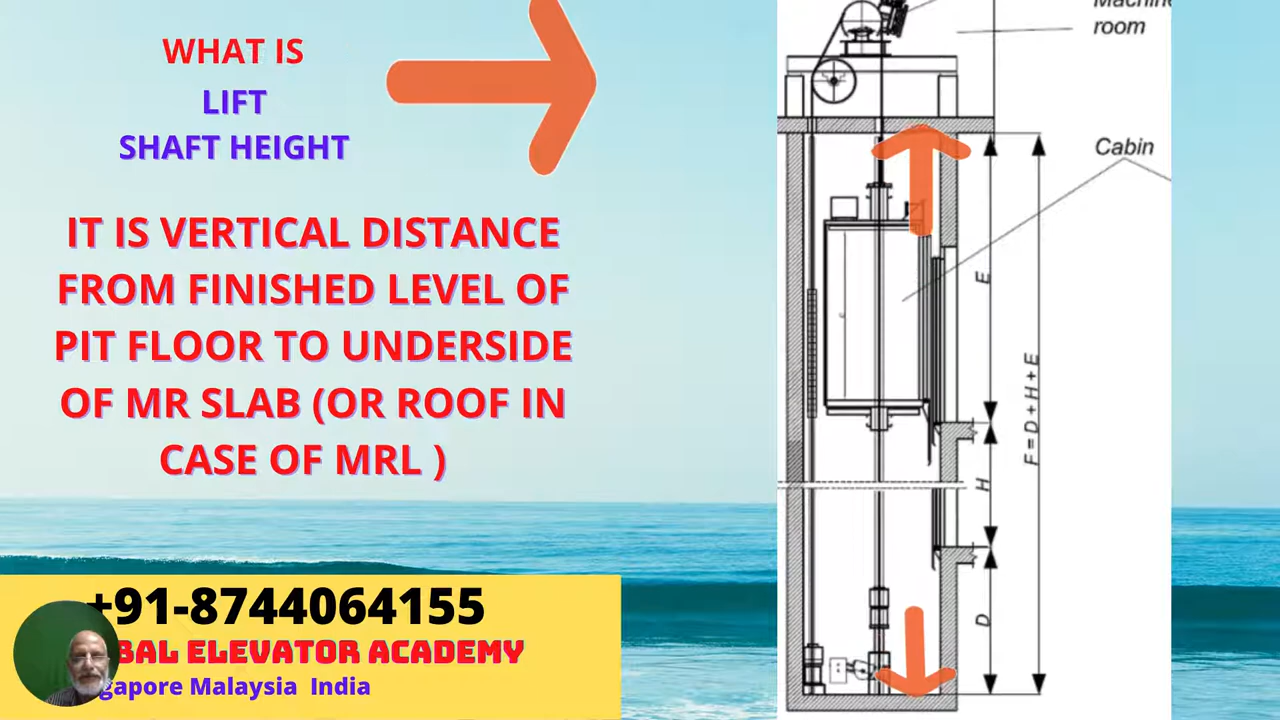 WHAT IS
LIFT
SHAFT HEIGHT
IT IS VERTICAL DISTANCE
FROM FINISHED LEVEL OF
PIT FLOOR TO UNDERSIDE
OF MR SLAB (OR ROOF IN
CASE OF MRL )
+91-8744064155
BAL ELEVATOR ACADEMY
gapore Malaysia India
room
Cabin
E
F = D + H + E
H
D